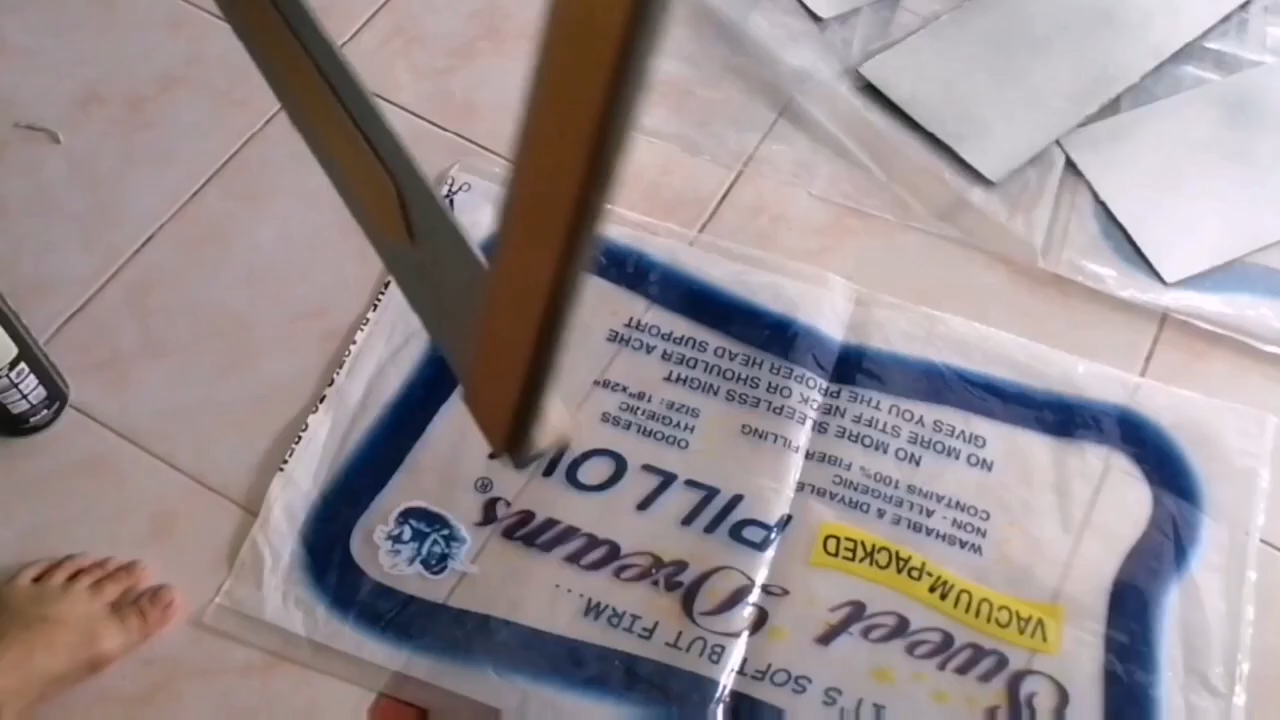 IT'S SOFT BUT FIRM...
Sweet Dreams®
PILLOW
VACUUM-PACKED
WASHABLE & DRYABLE
NON - ALLERGENIC
CONTAINS 100% FIBER FILLING
ODORLESS
HYGIENIC
SIZE: 18"x28"
NO MORE SLEEPLESS NIGHT
NO MORE STIFF NECK OR SHOULDER ACHE
GIVES YOU THE PROPER HEAD SUPPORT